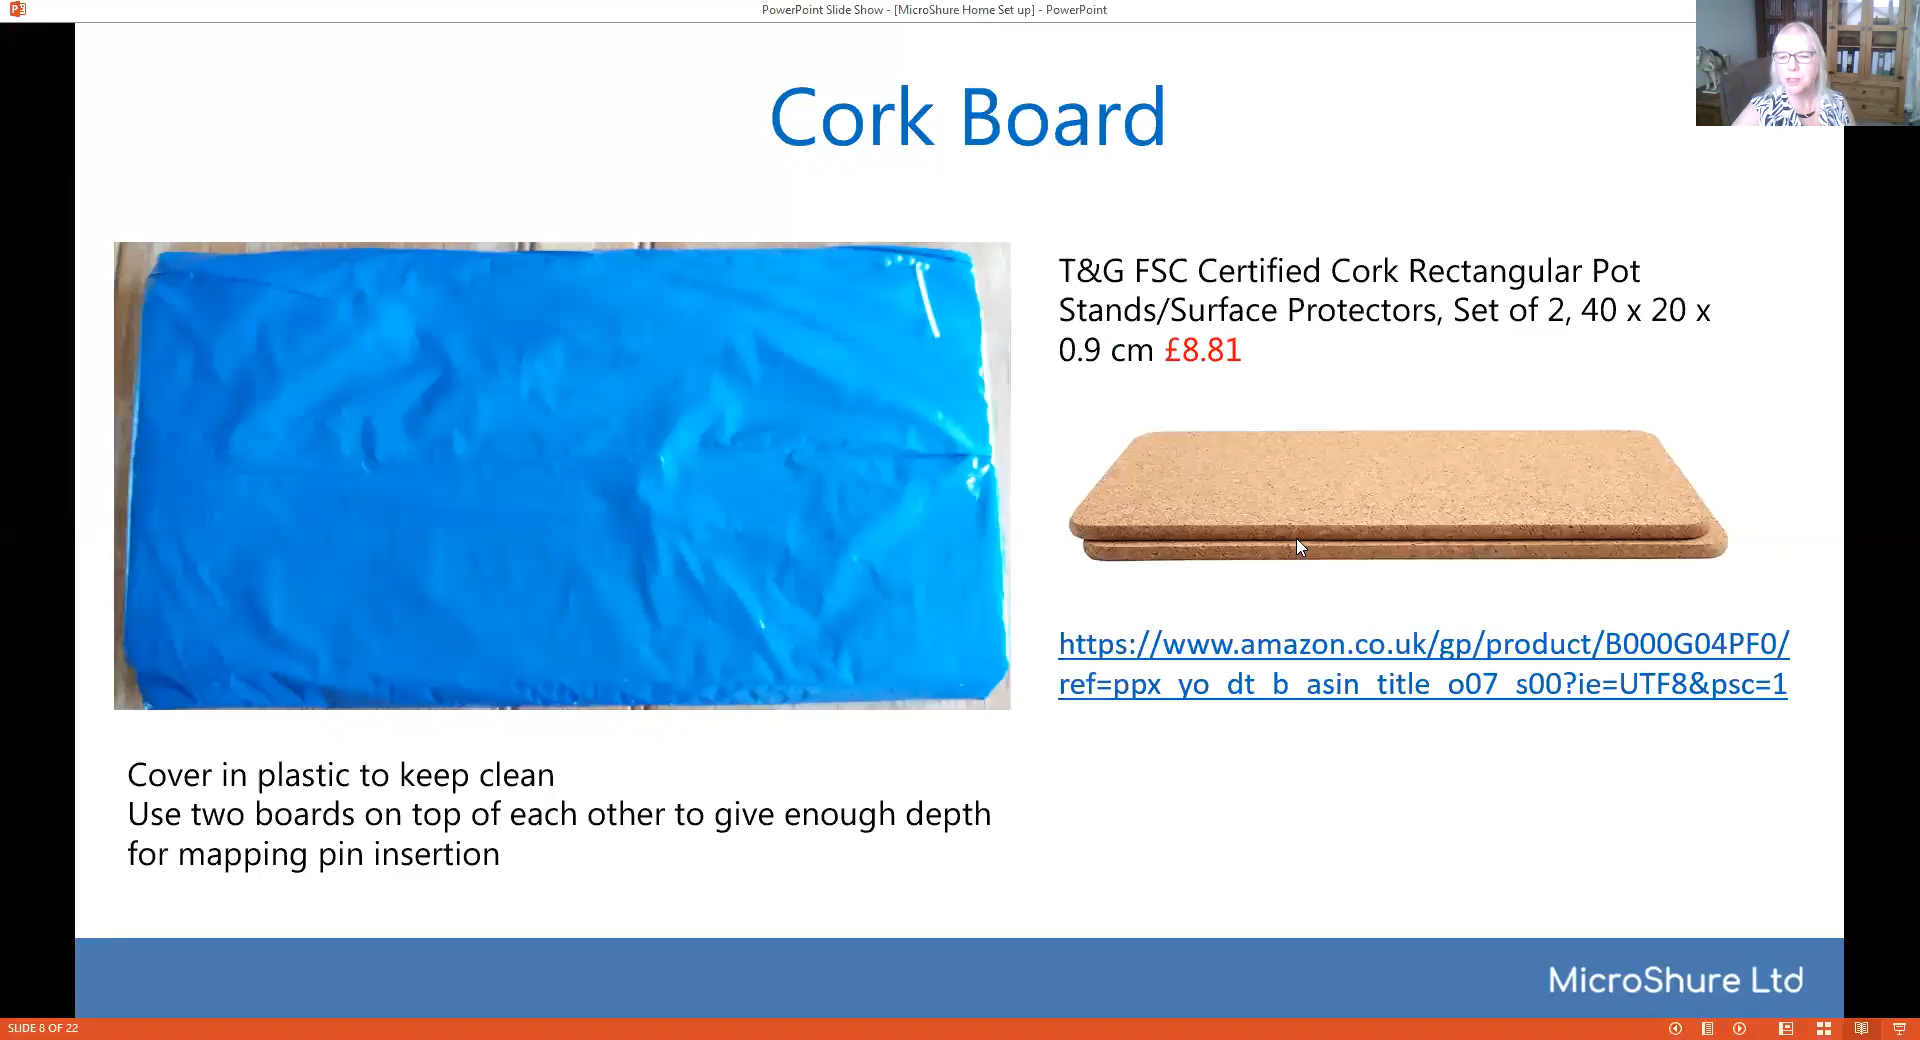 PowerPoint Slide Show - [MicroShure Home Set up] - PowerPoint
Cork Board
T&G FSC Certified Cork Rectangular Pot
Stands/Surface Protectors, Set of 2, 40 x 20 x
0.9 cm £8.81
https://www.amazon.co.uk/gp/product/B000G04PF0/
ref=ppx_yo_dt_b_asin_title_o07_s00?ie=UTF8&psc=1
Cover in plastic to keep clean
Use two boards on top of each other to give enough depth
for mapping pin insertion
MicroShure Ltd
SLIDE 8 OF 22